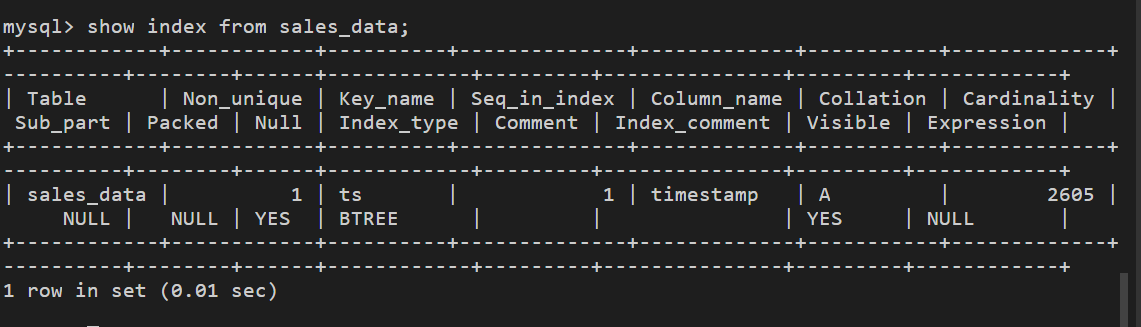 mysql> show index from sales_data;
+------------+------------+----------+--------------+-------------+-----------+-------------+
----------+--------+------+------------+---------+---------------+---------+------------+
| Table      | Non_unique | Key_name | Seq_in_index | Column_name | Collation | Cardinality |
 Sub_part | Packed | Null | Index_type | Comment | Index_comment | Visible | Expression |
+------------+------------+----------+--------------+-------------+-----------+-------------+
----------+--------+------+------------+---------+---------------+---------+------------+
| sales_data |          1 | ts       |            1 | timestamp   | A         |        2605 |
     NULL |   NULL | YES  | BTREE      |         |               | YES     | NULL       |
+------------+------------+----------+--------------+-------------+-----------+-------------+
----------+--------+------+------------+---------+---------------+---------+------------+
1 row in set (0.01 sec)